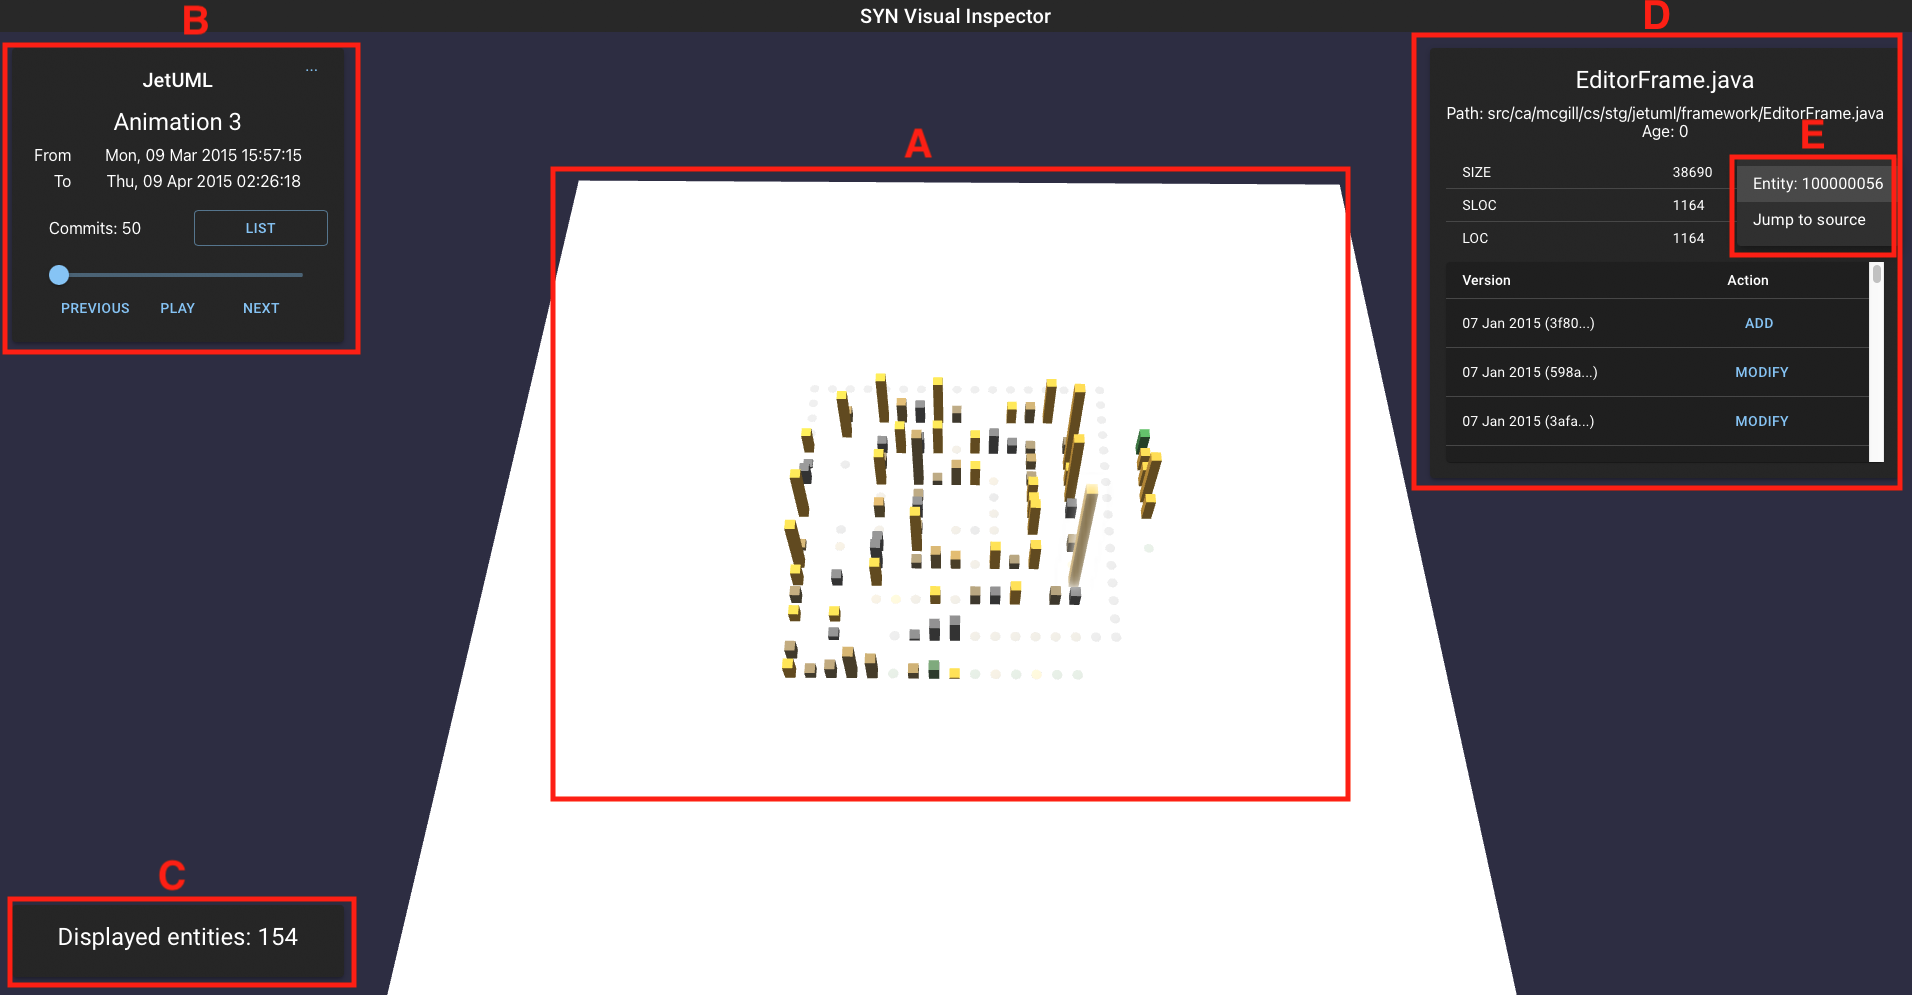 SYN Visual Inspector
B
JetUML
...
Animation 3
From Mon, 09 Mar 2015 15:57:15
To Thu, 09 Apr 2015 02:26:18
Commits: 50 LIST
PREVIOUS PLAY NEXT
C
Displayed entities: 154
A
D
EditorFrame.java
Path: src/ca/mcgill/cs/stg/jetuml/framework/EditorFrame.java
Age: 0
E
SIZE 38690
SLOC 1164
LOC 1164
Entity: 100000056
Jump to source
Version Action
07 Jan 2015 (3f80...) ADD
07 Jan 2015 (598a...) MODIFY
07 Jan 2015 (3afa...) MODIFY